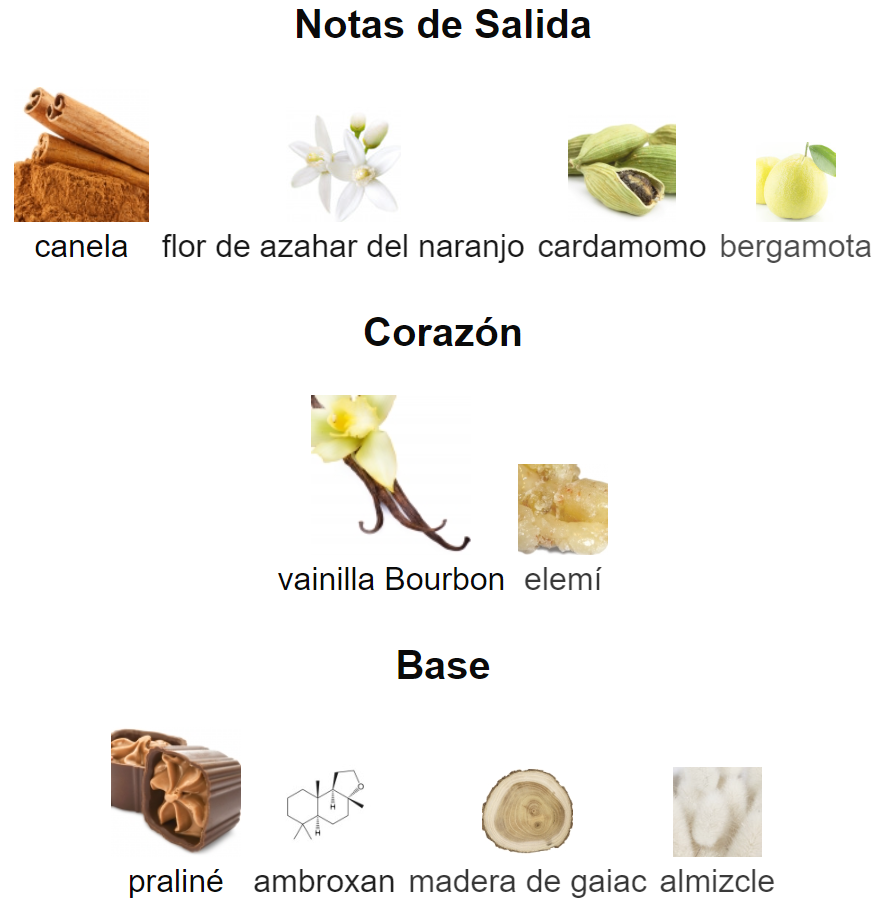 Notas de Salida
canela flor de azahar del naranjo cardamomo bergamota
Corazón
vainilla Bourbon elemí
Base
O
H
H
praliné ambroxan madera de gaiac almizcle